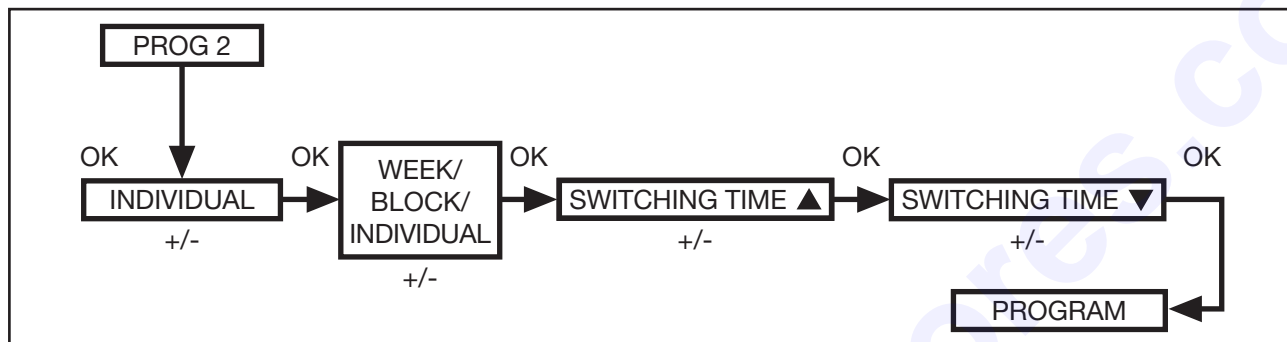 PROG 2
OK
OK
OK
OK
OK
INDIVIDUAL
WEEK/
BLOCK/
INDIVIDUAL
SWITCHING TIME ▲
SWITCHING TIME ▼
+/-
+/-
+/-
+/-
PROGRAM